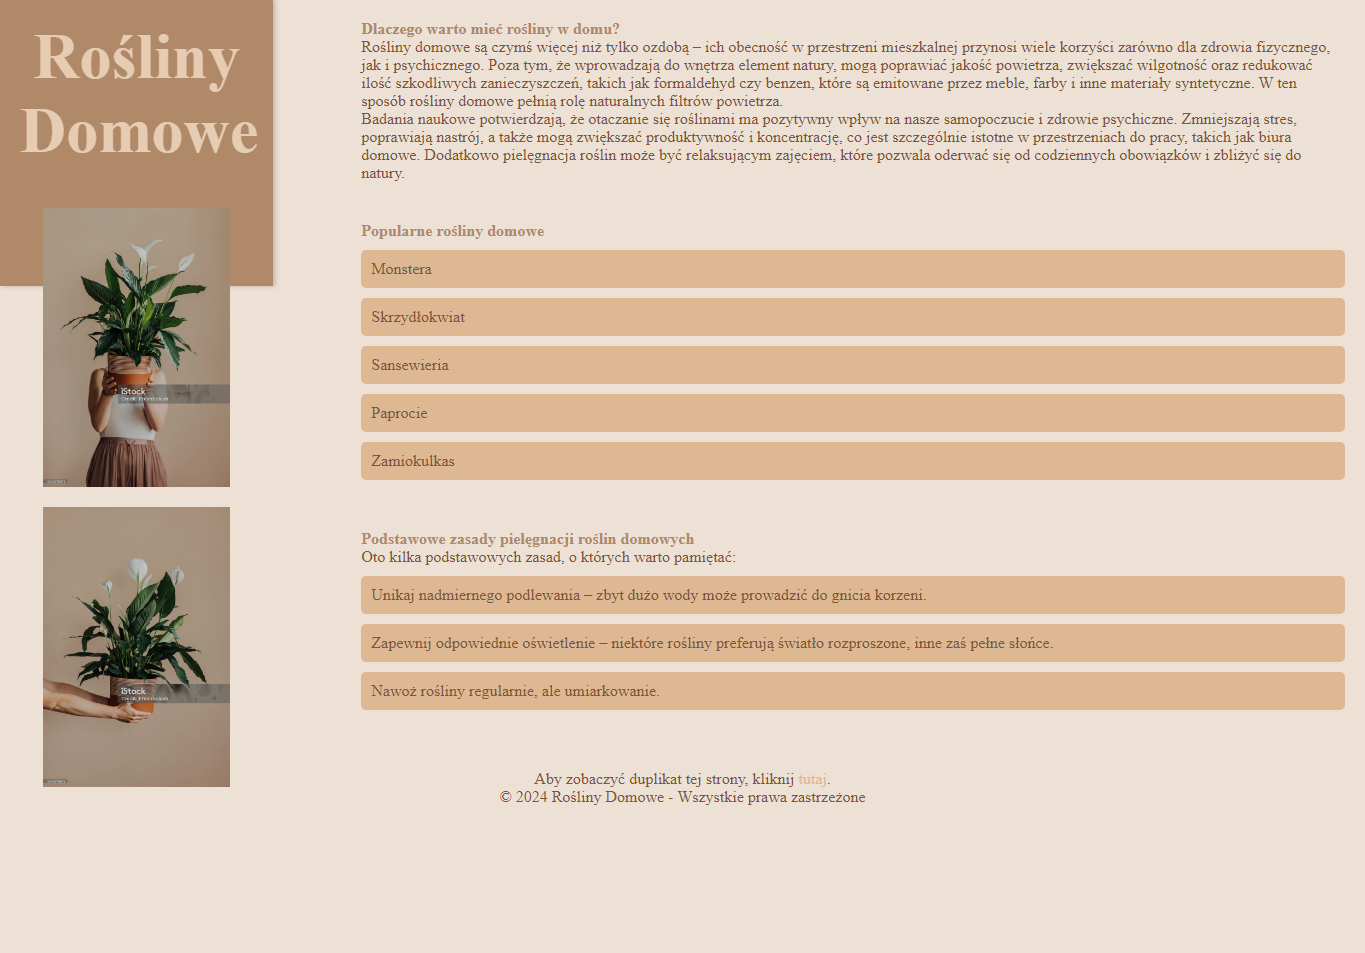 Rośliny
Domowe
iStock
iStock
Dlaczego warto mieć rośliny w domu?
Rośliny domowe są czymś więcej niż tylko ozdobą – ich obecność w przestrzeni mieszkalnej przynosi wiele korzyści zarówno dla zdrowia fizycznego,
jak i psychicznego. Poza tym, że wprowadzają do wnętrza element natury, mogą poprawiać jakość powietrza, zwiększać wilgotność oraz redukować
ilość szkodliwych zanieczyszczeń, takich jak formaldehyd czy benzen, które są emitowane przez meble, farby i inne materiały syntetyczne. W ten
sposób rośliny domowe pełnią rolę naturalnych filtrów powietrza.
Badania naukowe potwierdzają, że otaczanie się roślinami ma pozytywny wpływ na nasze samopoczucie i zdrowie psychiczne. Zmniejszają stres,
poprawiają nastrój, a także mogą zwiększać produktywność i koncentrację, co jest szczególnie istotne w przestrzeniach do pracy, takich jak biura
domowe. Dodatkowo pielęgnacja roślin może być relaksującym zajęciem, które pozwala oderwać się od codziennych obowiązków i zbliżyć się do
natury.
Popularne rośliny domowe
Monstera
Skrzydłokwiat
Sansewieria
Paprocie
Zamiokulkas
Podstawowe zasady pielęgnacji roślin domowych
Oto kilka podstawowych zasad, o których warto pamiętać:
Unikaj nadmiernego podlewania – zbyt dużo wody może prowadzić do gnicia korzeni.
Zapewnij odpowiednie oświetlenie – niektóre rośliny preferują światło rozproszone, inne zaś pełne słońce.
Nawoź rośliny regularnie, ale umiarkowanie.
Aby zobaczyć duplikat tej strony, kliknij tutaj.
© 2024 Rośliny Domowe - Wszystkie prawa zastrzeżone